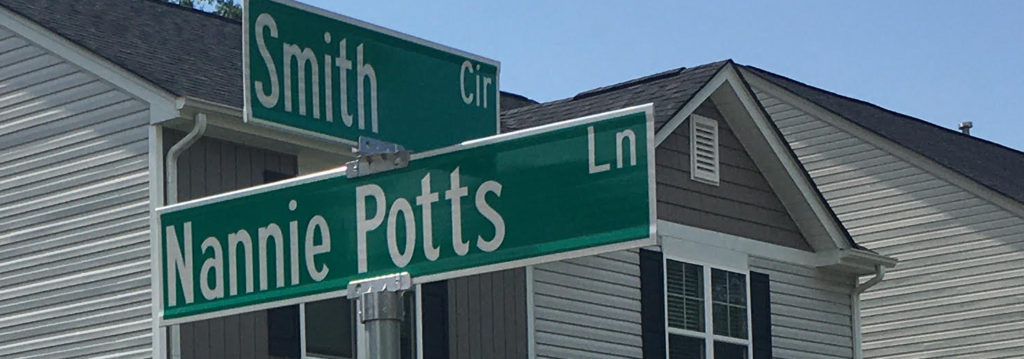 Smith Cir
Nannie Potts Ln